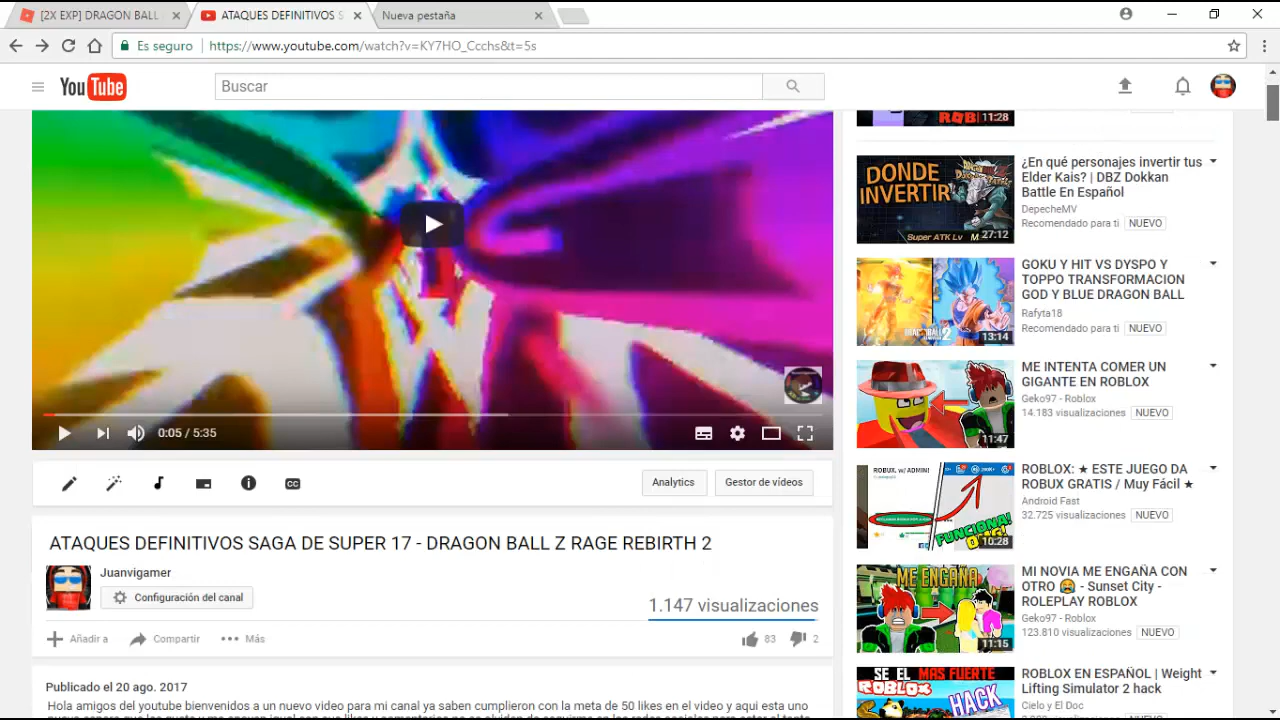 [2X EXP] DRAGON BALL
ATAQUES DEFINITIVOS S
Nueva pestaña
Es seguro
https://www.youtube.com/watch?v=KY7HO_Ccchs&t=5s
YouTube
Buscar
11:28
DONDE
INVERTIR
Super ATK Lv M
27:12
¿En qué personajes invertir tus
Elder Kais? | DBZ Dokkan
Battle En Español
DepecheMV
Recomendado para ti NUEVO
13:14
GOKU Y HIT VS DYSPO Y
TOPPO TRANSFORMACION
GOD Y BLUE DRAGON BALL
Rafyta18
Recomendado para ti NUEVO
11:47
ME INTENTA COMER UN
GIGANTE EN ROBLOX
Geko97 - Roblox
14.183 visualizaciones NUEVO
ROBUX. w/ ADMIN!
FUNCIONA!
10:28
ROBLOX: ★ ESTE JUEGO DA
ROBUX GRATIS / Muy Fácil ★
Android Fast
32.725 visualizaciones NUEVO
ME ENGAÑA
11:15
MI NOVIA ME ENGAÑA CON
OTRO 😭 - Sunset City -
ROLEPLAY ROBLOX
Geko97 - Roblox
123.810 visualizaciones NUEVO
SE EL MAS FUERTE
ROBLOX
HACK
ROBLOX EN ESPAÑOL | Weight
Lifting Simulator 2 hack
Cielo y El Doc
0:05 / 5:35
CC
Analytics
Gestor de vídeos
ATAQUES DEFINITIVOS SAGA DE SUPER 17 - DRAGON BALL Z RAGE REBIRTH 2
Juanvigamer
Configuración del canal
1.147 visualizaciones
Añadir a
Compartir
Más
83
2
Publicado el 20 ago. 2017
Hola amigos del youtube bienvenidos a un nuevo video para mi canal ya saben cumplieron con la meta de 50 likes en el video y aqui esta uno